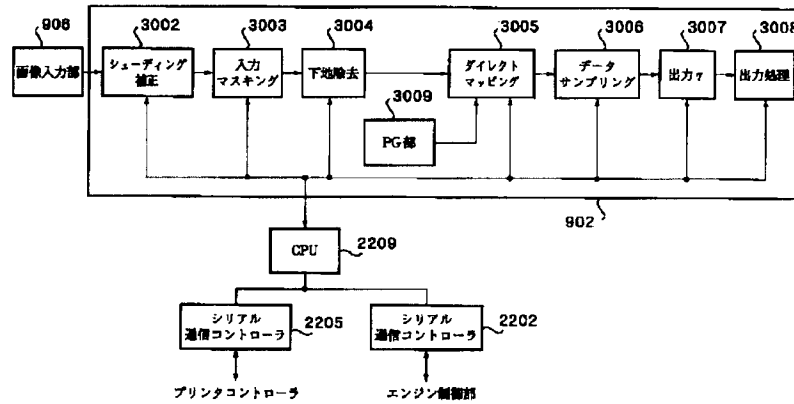 906
3002
3003
3004
3005
3006
3007
3008
画像入力部
シューディング
補正
入力
マスキング
下地除去
ダイレクト
マッピング
データ
サンプリング
出力γ
出力処理
3009
PG部
902
CPU
2209
シリアル
通信コントローラ
2205
シリアル
通信コントローラ
2202
プリンタコントローラ
エンジン制御部